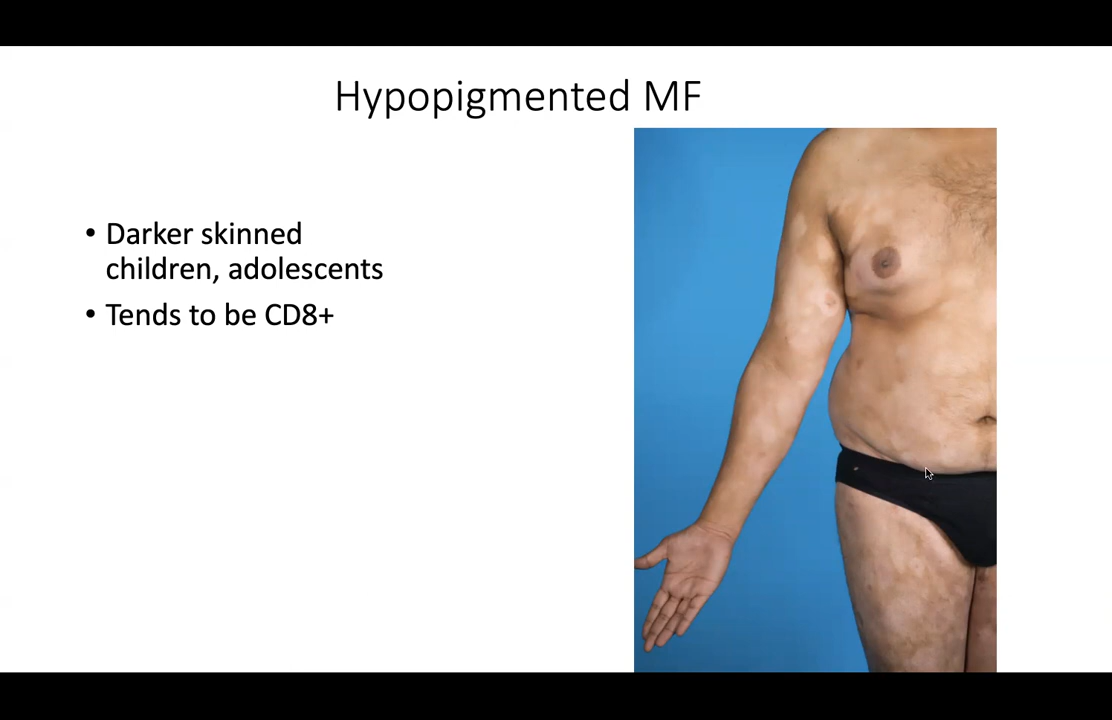 Hypopigmented MF
• Darker skinned
children, adolescents
• Tends to be CD8+